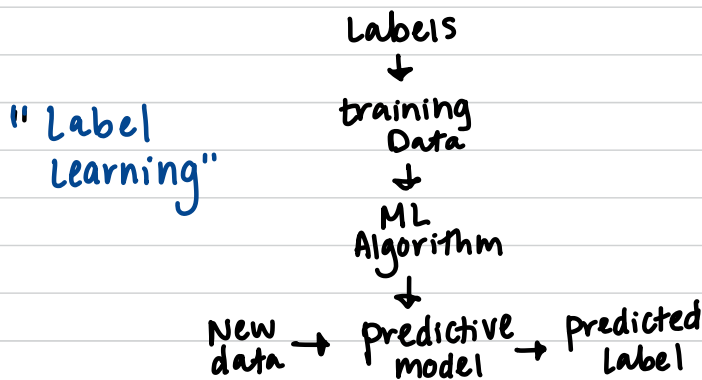 Labels
training
Data
" Label
Learning"
ML
Algorithm
New
data
predictive
model
predicted
Label